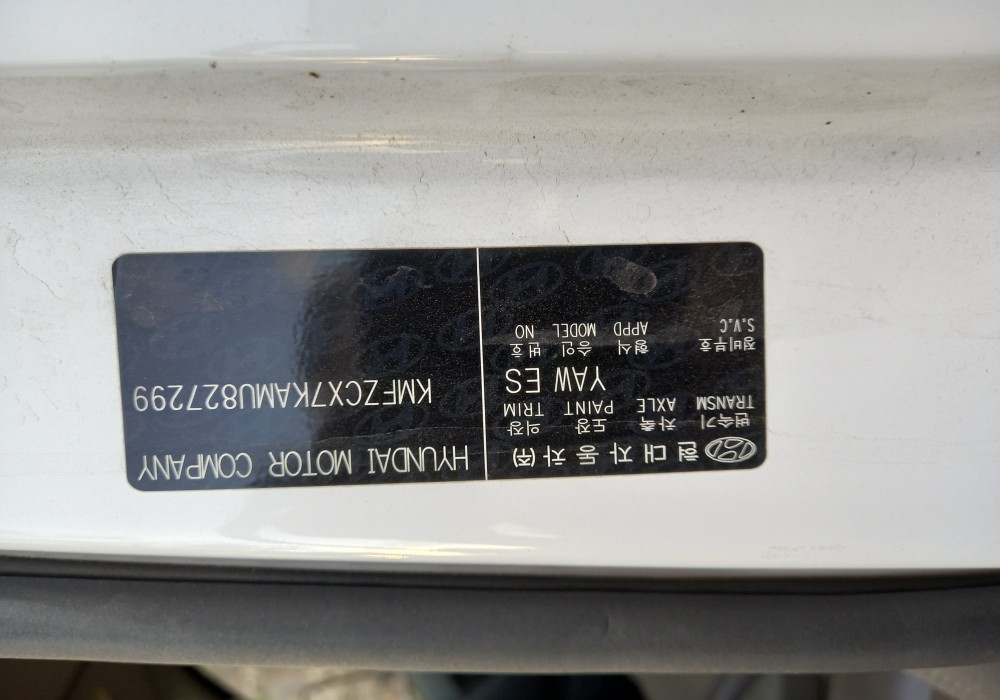 현대자동차(주) HYUNDAI MOTOR COMPANY
변속기 차축 도장 의장
TRANSM AXLE PAINT TRIM
YAW ES KMFZCX7KAMU827299
정비부호 형식 승인 번호
S.V.C APPD MODEL NO